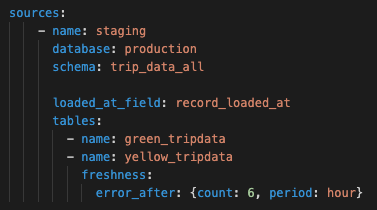 sources:
    - name: staging
      database: production
      schema: trip_data_all

      loaded_at_field: record_loaded_at
      tables:
        - name: green_tripdata
        - name: yellow_tripdata
          freshness:
            error_after: {count: 6, period: hour}